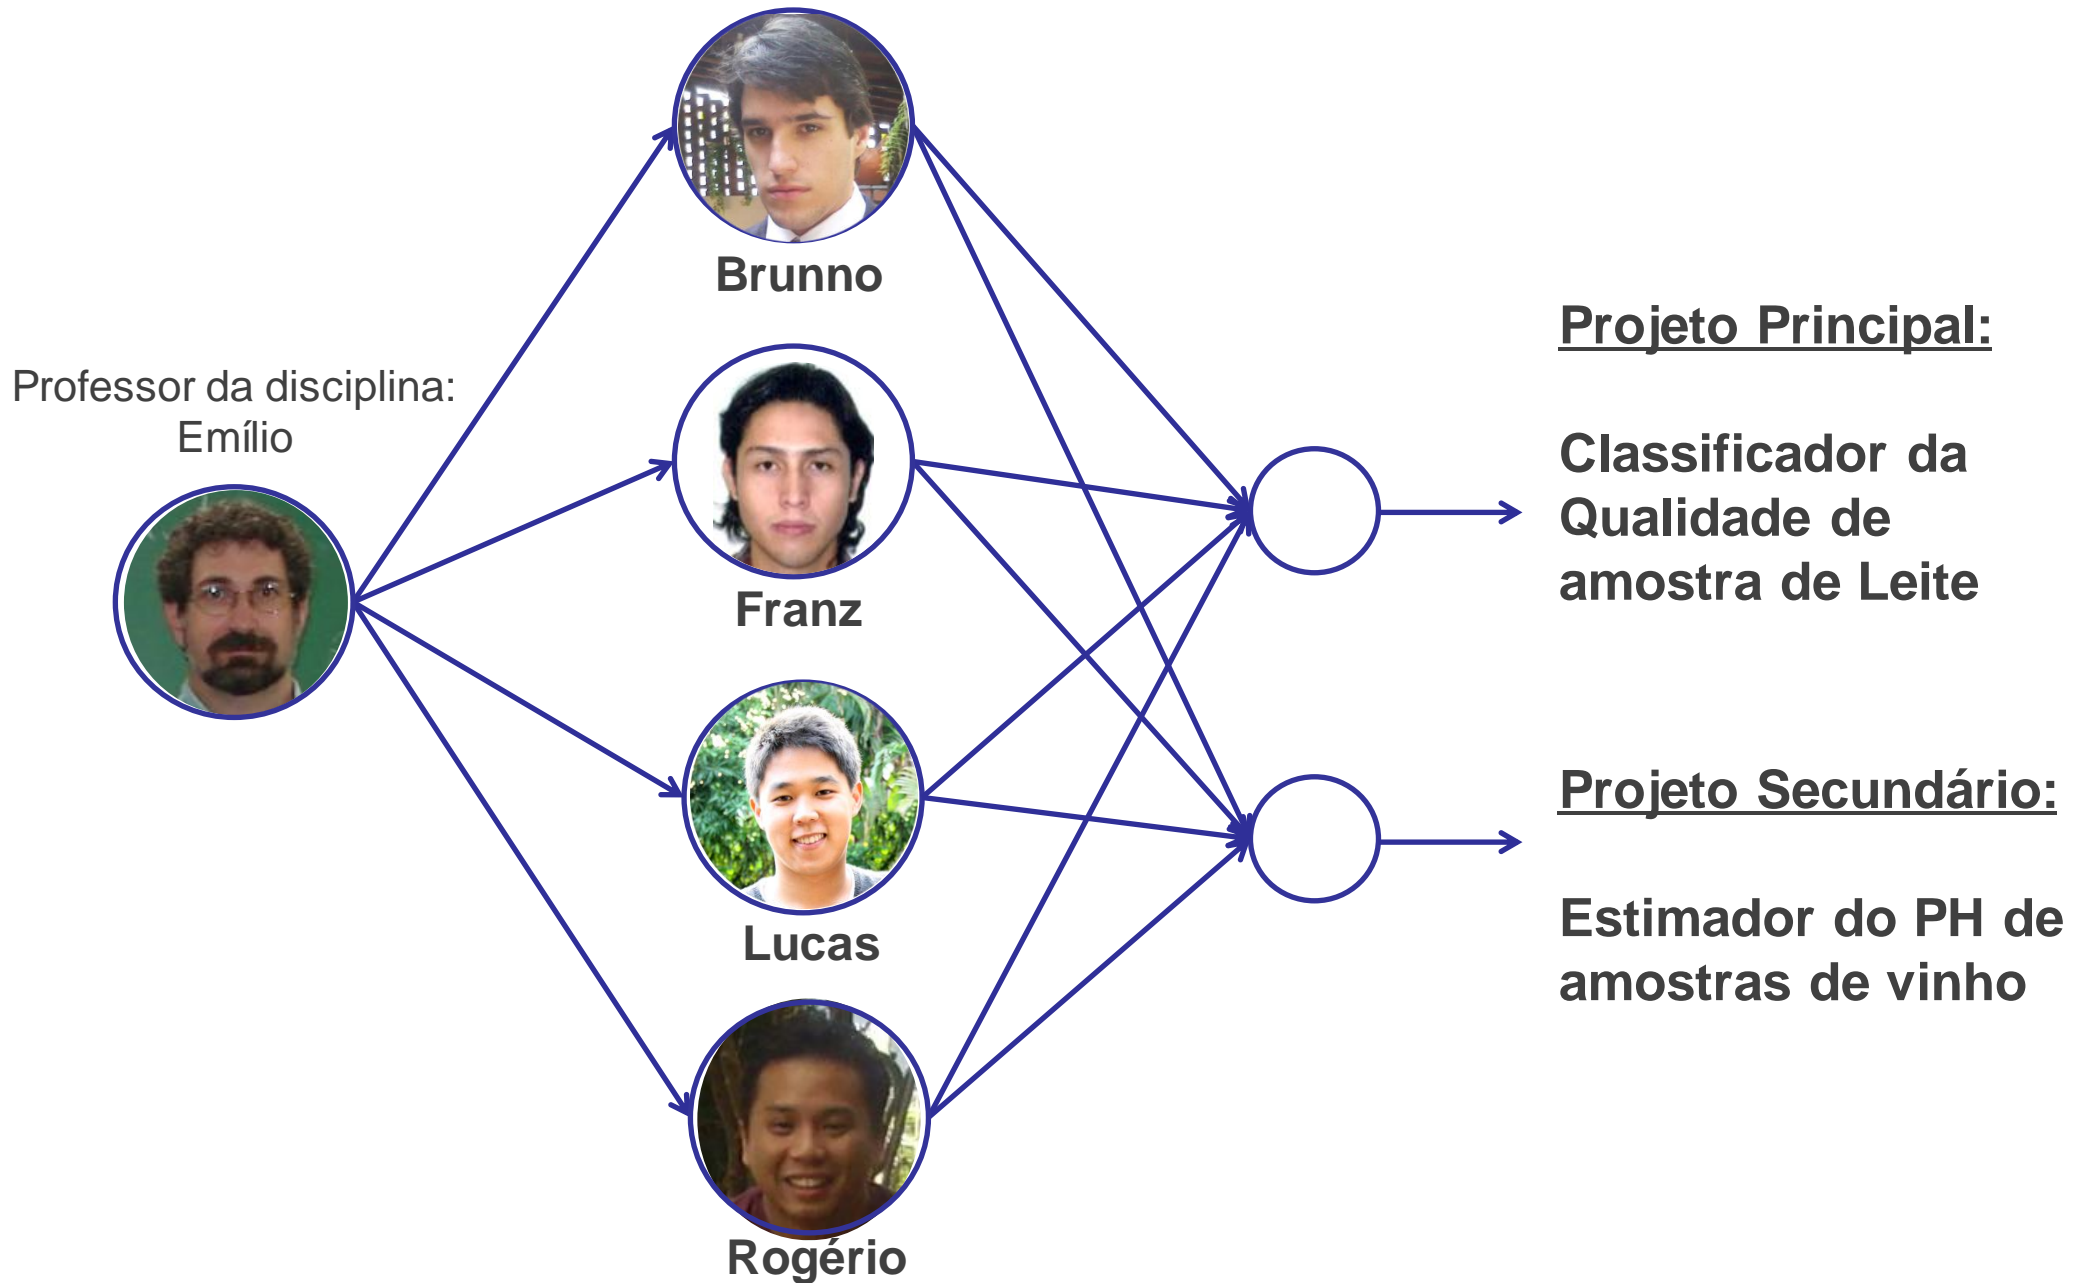 Professor da disciplina:
Emílio
Brunno
Franz
Lucas
Rogério
Projeto Principal:
Classificador da
Qualidade de
amostra de Leite
Projeto Secundário:
Estimador do PH de
amostras de vinho